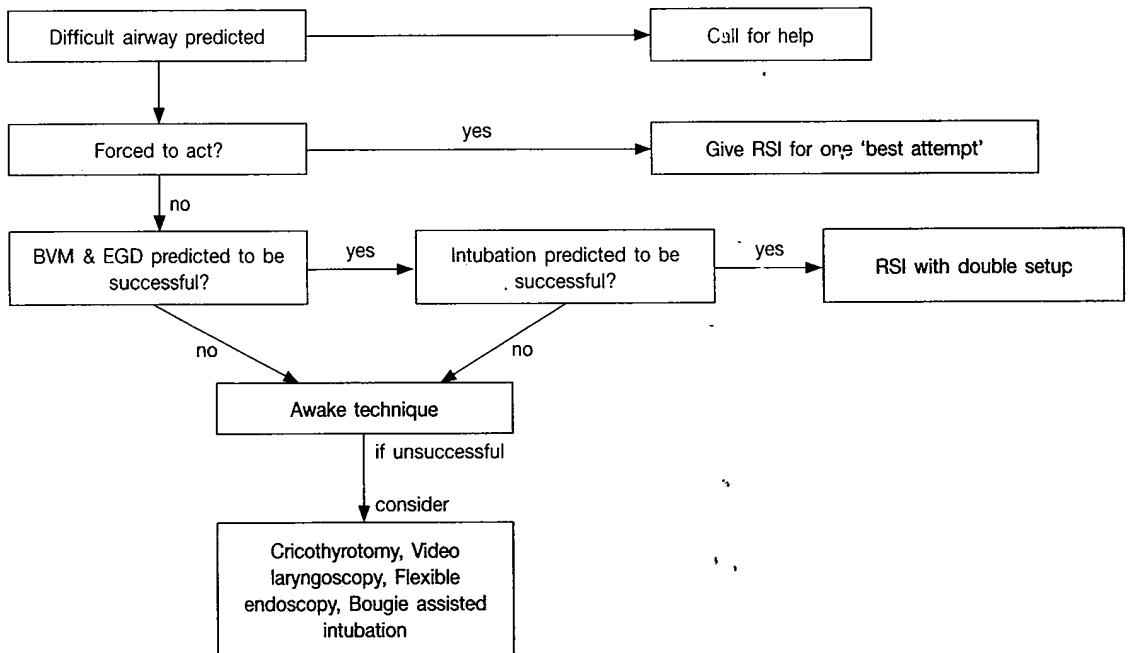 Difficult airway predicted
Call for help
Forced to act?
yes
Give RSI for one 'best attempt'
no
BVM & EGD predicted to be
successful?
yes
Intubation predicted to be
successful?
yes
RSI with double setup
no
no
Awake technique
if unsuccessful
consider
Cricothyrotomy, Video
laryngoscopy, Flexible
endoscopy, Bougie assisted
intubation